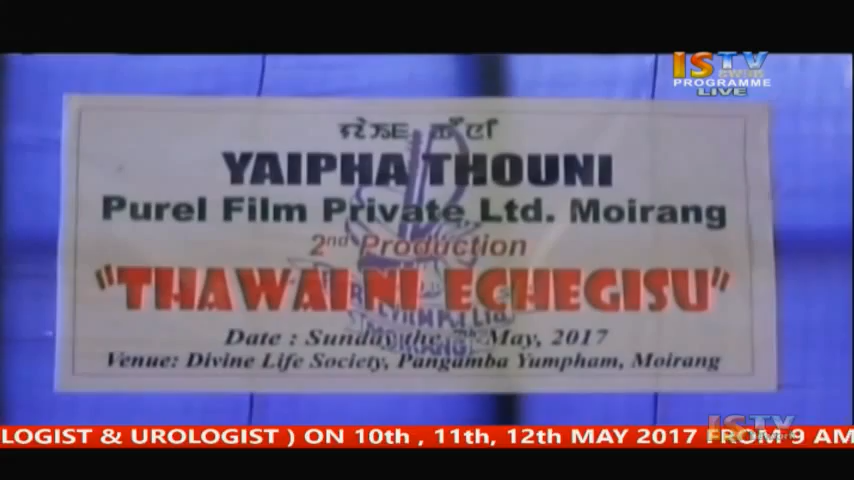 ISTV
NEWS
PROGRAMME
LIVE
YAIPHA THOUNI
Purel Film Private Ltd. Moirang
2nd Production
"THAWAI NI ECHEGISU"
Date : Sunday the May, 2017
Venue: Divine Life Society, Pangamba Yumpham, Moirang
LOGIST & UROLOGIST ) ON 10th , 11th, 12th MAY 2017 FROM 9 AM
ISTV
Network